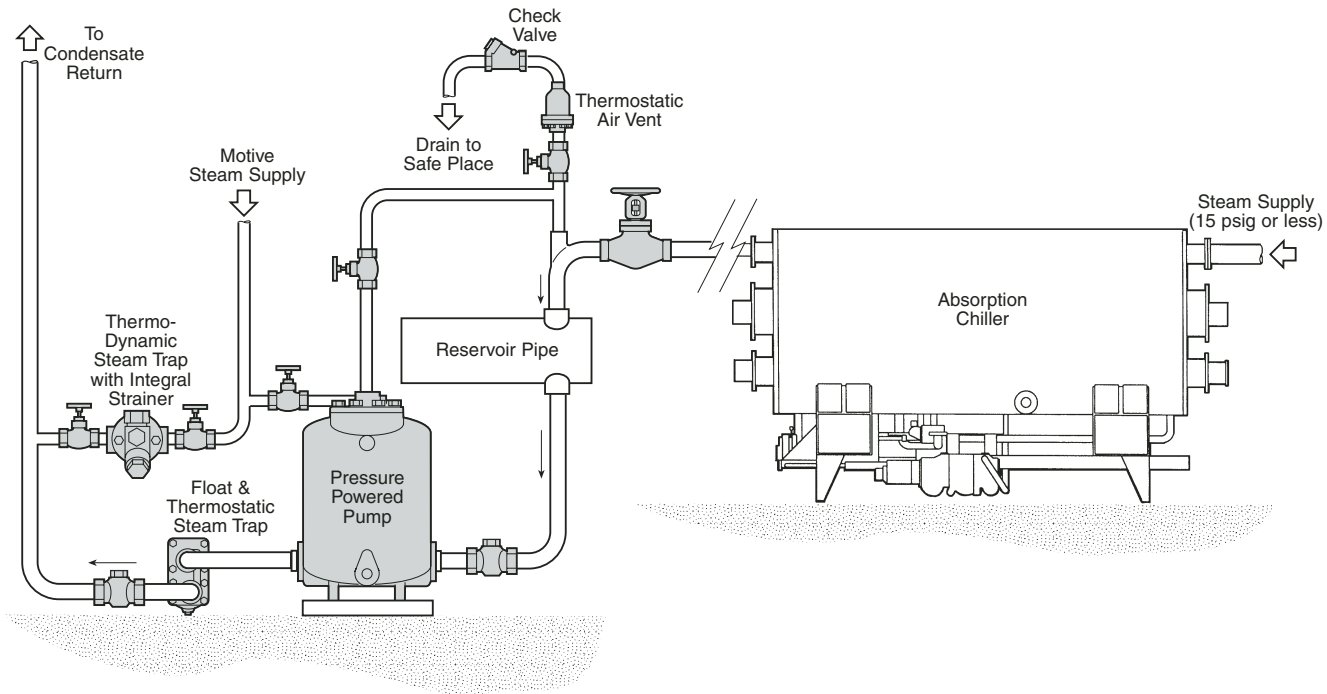 To
Condensate
Return
Check
Valve
Thermostatic
Air Vent
Drain to
Safe Place
Motive
Steam Supply
Steam Supply
(15 psig or less)
Absorption
Chiller
Thermo-
Dynamic
Steam Trap
with Integral
Strainer
Reservoir Pipe
Float &
Thermostatic
Steam Trap
Pressure
Powered
Pump